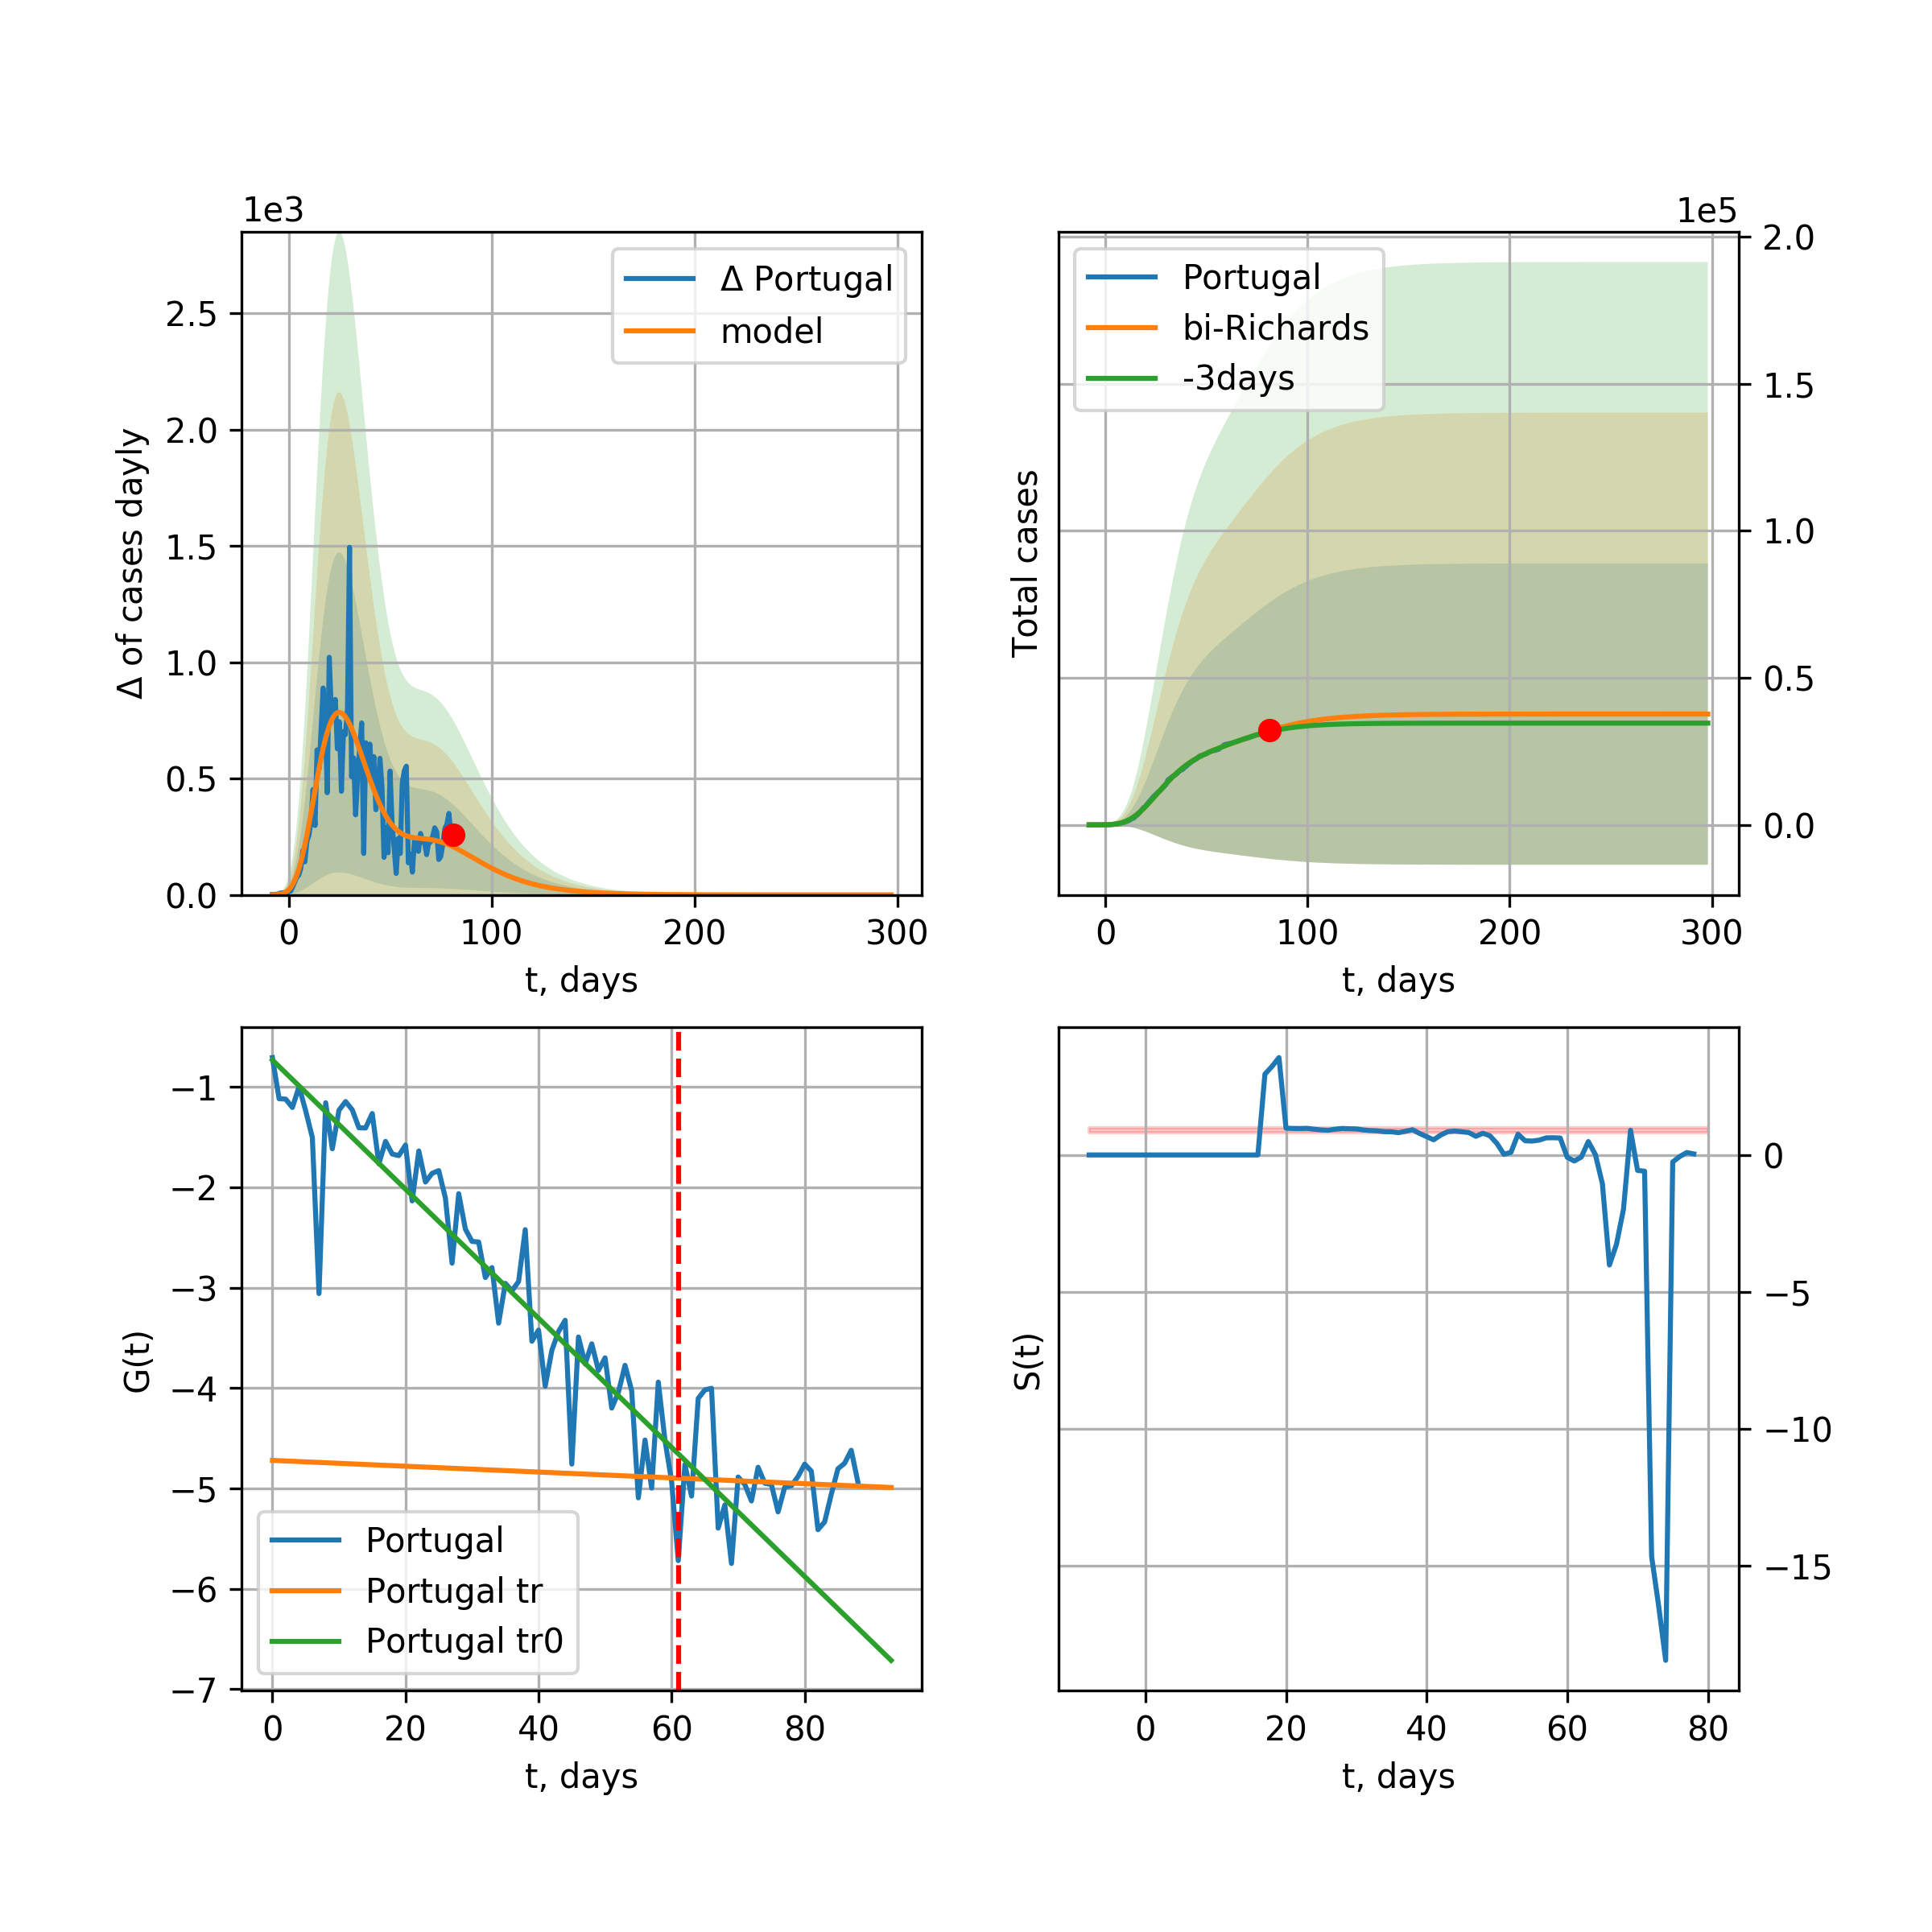 1e3
Δ of cases dayly
2.5
2.0
1.5
1.0
0.5
0.0
0 100 200 300
t, days
Δ Portugal
model
1e5
Total cases
2.0
1.5
1.0
0.5
0.0
0 100 200 300
t, days
Portugal
bi-Richards
-3days
G(t)
−1
−2
−3
−4
−5
−6
−7
0 20 40 60 80
t, days
Portugal
Portugal tr
Portugal tr0
S(t)
0
−5
−10
−15
0 20 40 60 80
t, days